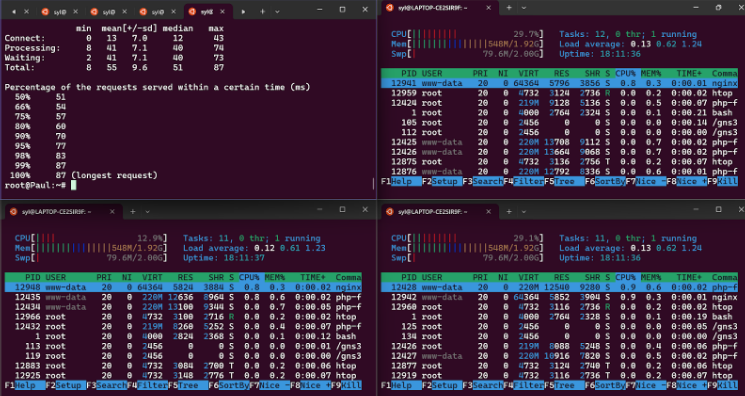 syl@
syl@
syl@
syl@
min mean[+/-sd] median max
Connect: 0 13 7.0 12 43
Processing: 8 41 7.1 40 74
Waiting: 2 41 7.1 40 73
Total: 8 55 9.6 51 87
Percentage of the requests served within a certain time (ms)
50% 51
66% 54
75% 57
80% 60
90% 70
95% 77
98% 83
99% 87
100% 87 (longest request)
root@Paul:~#
syl@LAPTOP-CE2SIR9F: ~
CPU[|||||||| 29.7%] Tasks: 12, 0 thr; 1 running
Mem[||||||||||||||||548M/1.92G] Load average: 0.13 0.62 1.24
Swp[| 79.6M/2.00G] Uptime: 18:11:36
PID USER PRI NI VIRT RES SHR S CPU% MEM% TIME+ Comma
12941 www-data 20 0 64364 5796 3856 S 0.8 0.3 0:00.01 nginx
12959 root 20 0 4732 3124 2736 R 0.0 0.2 0:00.02 htop
12424 root 20 0 219M 9128 5136 S 0.0 0.5 0:00.07 php-f
1 root 20 0 4000 2764 2324 S 0.0 0.1 0:00.21 bash
105 root 20 0 2456 0 0 S 0.0 0.0 0:00.14 /gns3
112 root 20 0 2456 0 0 S 0.0 0.0 0:00.00 /gns3
12425 www-data 20 0 220M 13708 9112 S 0.0 0.7 0:00.02 php-f
12426 www-data 20 0 220M 13664 9068 S 0.0 0.7 0:00.02 php-f
12875 root 20 0 4732 3136 2756 T 0.0 0.2 0:00.07 htop
12876 www-data 20 0 220M 12792 8336 S 0.0 0.6 0:00.01 php-f
F1Help F2Setup F3SearchF4FilterF5Tree F6SortByF7Nice -F8Nice +F9Kill
syl@LAPTOP-CE2SIR9F: ~
CPU[|||| 12.9%] Tasks: 11, 0 thr; 1 running
Mem[||||||||||||||||548M/1.92G] Load average: 0.12 0.61 1.23
Swp[| 79.6M/2.00G] Uptime: 18:11:37
PID USER PRI NI VIRT RES SHR S CPU% MEM% TIME+ Comma
12948 www-data 20 0 64364 5824 3884 S 0.8 0.3 0:00.02 nginx
12435 www-data 20 0 220M 12636 8964 S 0.8 0.6 0:00.02 php-f
12434 www-data 20 0 220M 13100 9344 S 0.0 0.7 0:00.05 php-f
12966 root 20 0 4732 3100 2716 R 0.0 0.2 0:00.02 htop
12432 root 20 0 219M 8260 5252 S 0.0 0.4 0:00.07 php-f
1 root 20 0 4000 2824 2368 S 0.0 0.1 0:00.12 bash
113 root 20 0 2456 0 0 S 0.0 0.0 0:00.01 /gns3
119 root 20 0 2456 0 0 S 0.0 0.0 0:00.00 /gns3
12883 root 20 0 4732 3084 2700 T 0.0 0.2 0:00.06 htop
12925 root 20 0 4732 3148 2776 T 0.0 0.2 0:00.07 htop
F1Help F2Setup F3SearchF4FilterF5Tree F6SortByF7Nice -F8Nice +F9Kill
syl@LAPTOP-CE2SIR9F: ~
CPU[|||||||| 29.1%] Tasks: 11, 0 thr; 1 running
Mem[||||||||||||||||548M/1.92G] Load average: 0.13 0.62 1.24
Swp[| 79.6M/2.00G] Uptime: 18:11:36
PID USER PRI NI VIRT RES SHR S CPU% MEM% TIME+ Comma
12428 www-data 20 0 220M 12540 9280 S 0.9 0.6 0:00.02 php-f
12942 www-data 20 0 64364 5852 3904 S 0.9 0.3 0:00.01 nginx
12960 root 20 0 4732 3116 2736 R 0.0 0.2 0:00.02 htop
1 root 20 0 4000 2764 2328 S 0.0 0.1 0:00.19 bash
125 root 20 0 2456 0 0 S 0.0 0.0 0:00.05 /gns3
134 root 20 0 2456 0 0 S 0.0 0.0 0:00.00 /gns3
12426 root 20 0 219M 8088 5248 S 0.0 0.4 0:00.06 php-f
12427 www-data 20 0 220M 10916 7820 S 0.0 0.5 0:00.02 php-f
12877 root 20 0 4732 3124 2740 T 0.0 0.2 0:00.06 htop
12919 root 20 0 4732 3116 2736 T 0.0 0.2 0:00.07 htop
F1Help F2Setup F3SearchF4FilterF5Tree F6SortByF7Nice -F8Nice +F9Kill